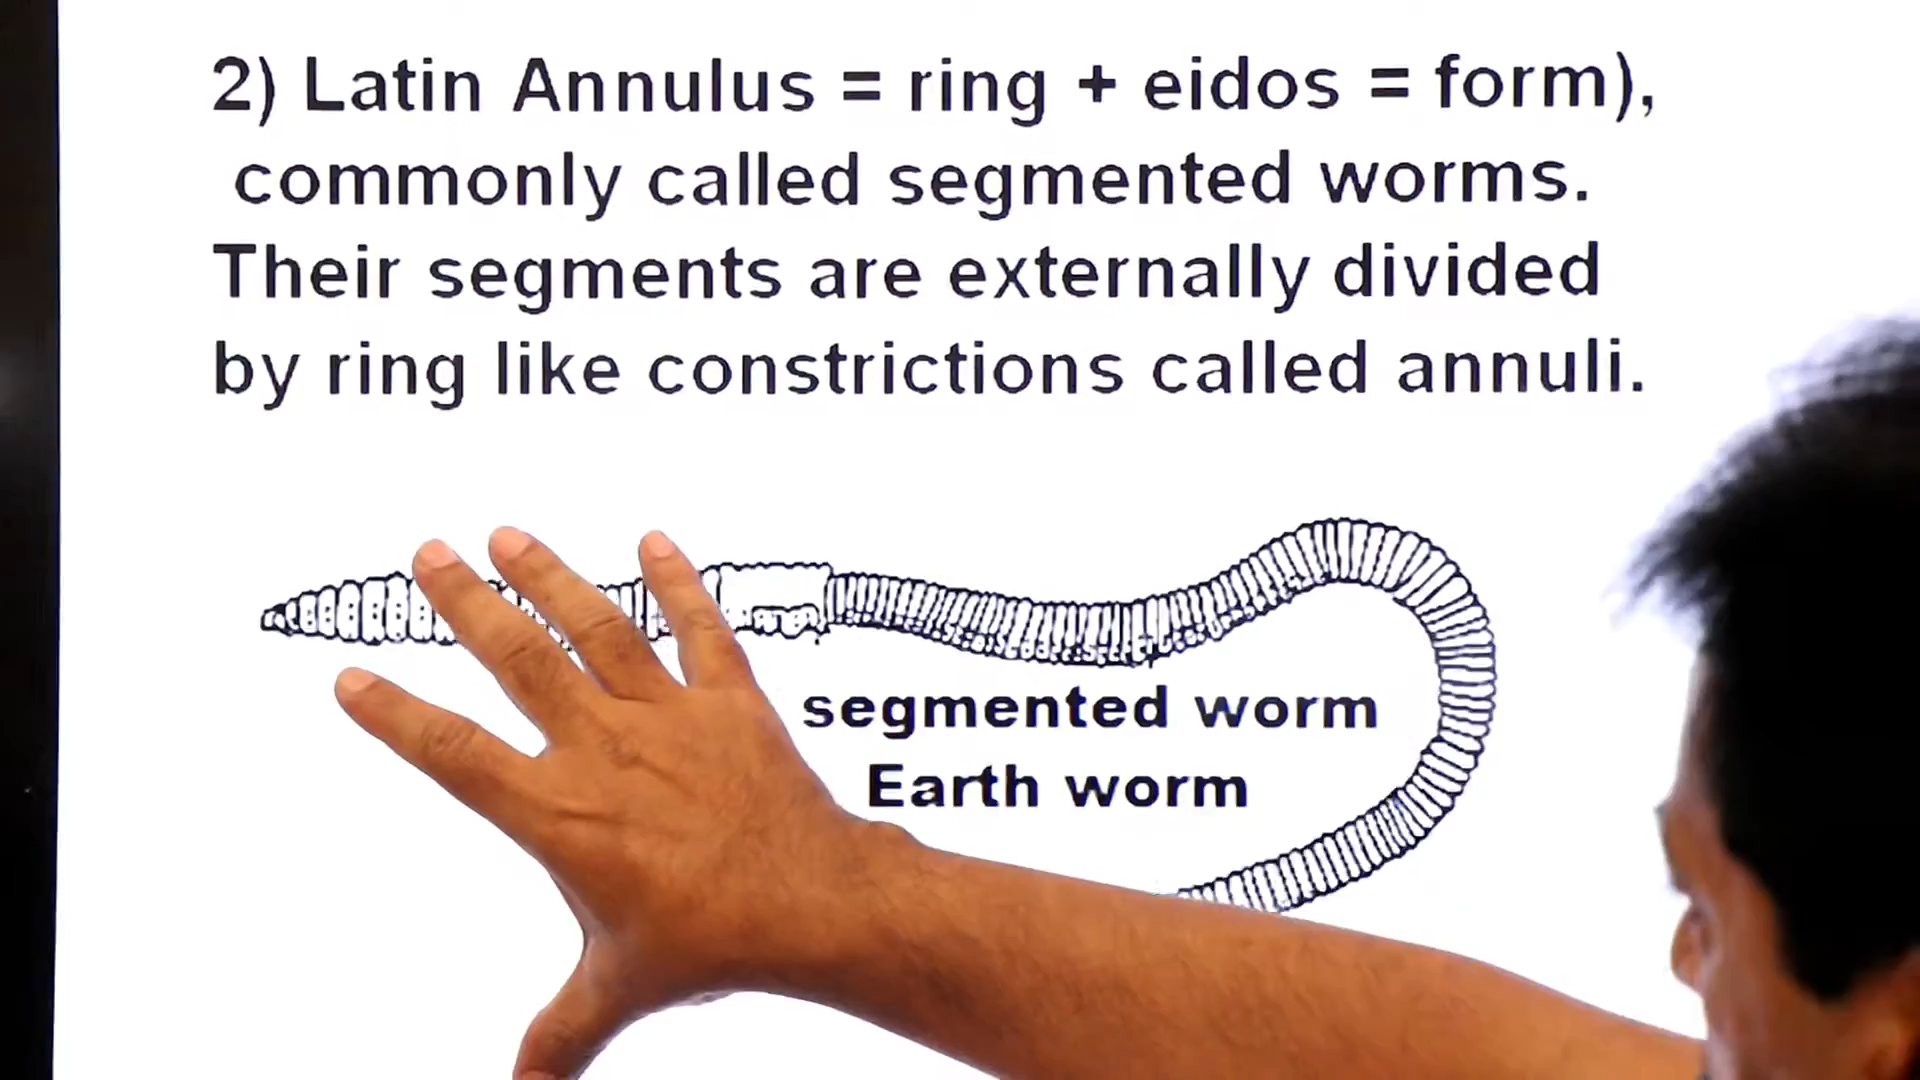 2) Latin Annulus = ring + eidos = form),
commonly called segmented worms.
Their segments are externally divided
by ring like constrictions called annuli.
segmented worm
Earth worm